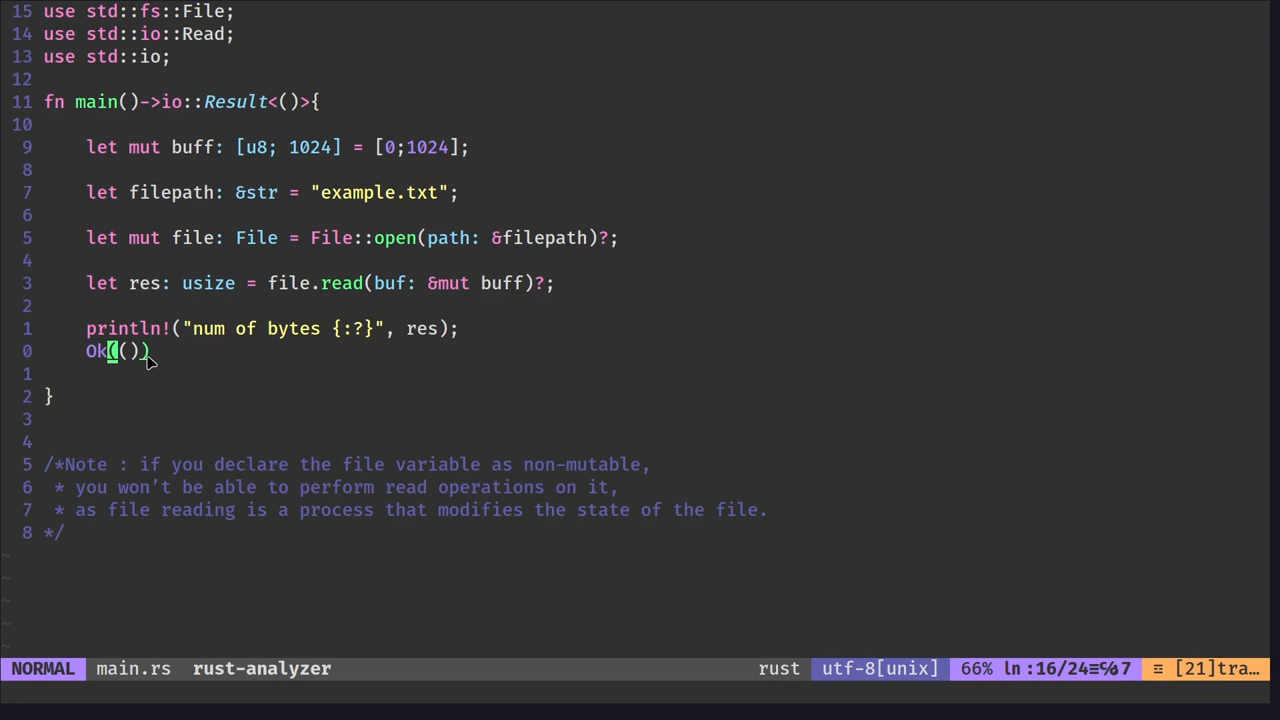 15 use std::fs::File;
14 use std::io::Read;
13 use std::io;
12
11 fn main()->io::Result<()>{
10
9     let mut buff: [u8; 1024] = [0;1024];
8
7     let filepath: &str = "example.txt";
6
5     let mut file: File = File::open(path: &filepath)?;
4
3     let res: usize = file.read(buf: &mut buff)?;
2
1     println!("num of bytes {:?}", res);
0     Ok(())
1
2 }
3
4
5 /*Note : if you declare the file variable as non-mutable,
6  * you won't be able to perform read operations on it,
7  * as file reading is a process that modifies the state of the file.
8 */
~
~
~
~
~
NORMAL main.rs rust-analyzer rust utf-8[unix] 66% ln:16/24≡℅7 ☲ [21]tra…